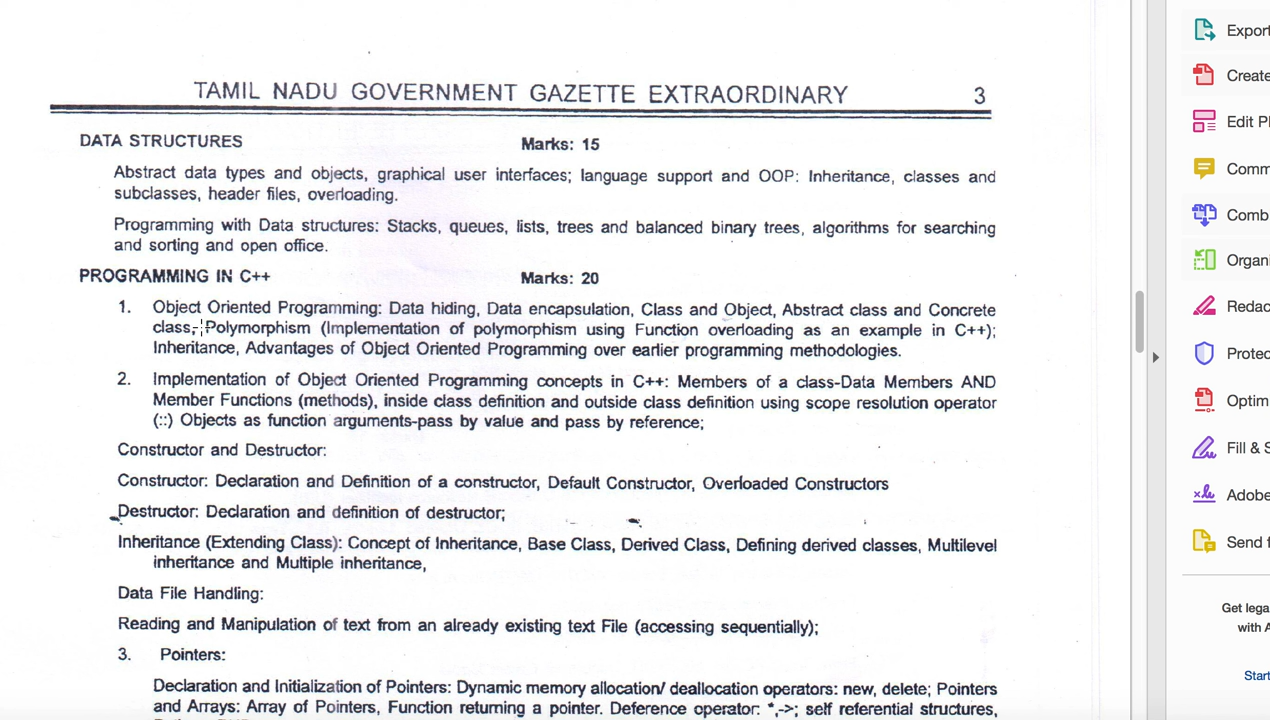 TAMIL NADU GOVERNMENT GAZETTE EXTRAORDINARY 3
DATA STRUCTURES Marks: 15
Abstract data types and objects, graphical user interfaces; language support and OOP: Inheritance, classes and
subclasses, header files, overloading.
Programming with Data structures: Stacks, queues, lists, trees and balanced binary trees, algorithms for searching
and sorting and open office.
PROGRAMMING IN C++ Marks: 20
1. Object Oriented Programming: Data hiding, Data encapsulation, Class and Object, Abstract class and Concrete
class, Polymorphism (Implementation of polymorphism using Function overloading as an example in C++);
Inheritance, Advantages of Object Oriented Programming over earlier programming methodologies.
2. Implementation of Object Oriented Programming concepts in C++: Members of a class-Data Members AND
Member Functions (methods), inside class definition and outside class definition using scope resolution operator
(::) Objects as function arguments-pass by value and pass by reference;
Constructor and Destructor:
Constructor: Declaration and Definition of a constructor, Default Constructor, Overloaded Constructors
Destructor: Declaration and definition of destructor;
Inheritance (Extending Class): Concept of Inheritance, Base Class, Derived Class, Defining derived classes, Multilevel
inheritance and Multiple inheritance,
Data File Handling:
Reading and Manipulation of text from an already existing text File (accessing sequentially);
3. Pointers:
Declaration and Initialization of Pointers: Dynamic memory allocation/ deallocation operators: new, delete; Pointers
and Arrays: Array of Pointers, Function returning a pointer. Deference operator: *,->; self referential structures,
Export
Create
Edit P
Comm
Comb
Organi
Redac
Protec
Optim
Fill & S
Adobe
Send f
Get lega
with A
Start